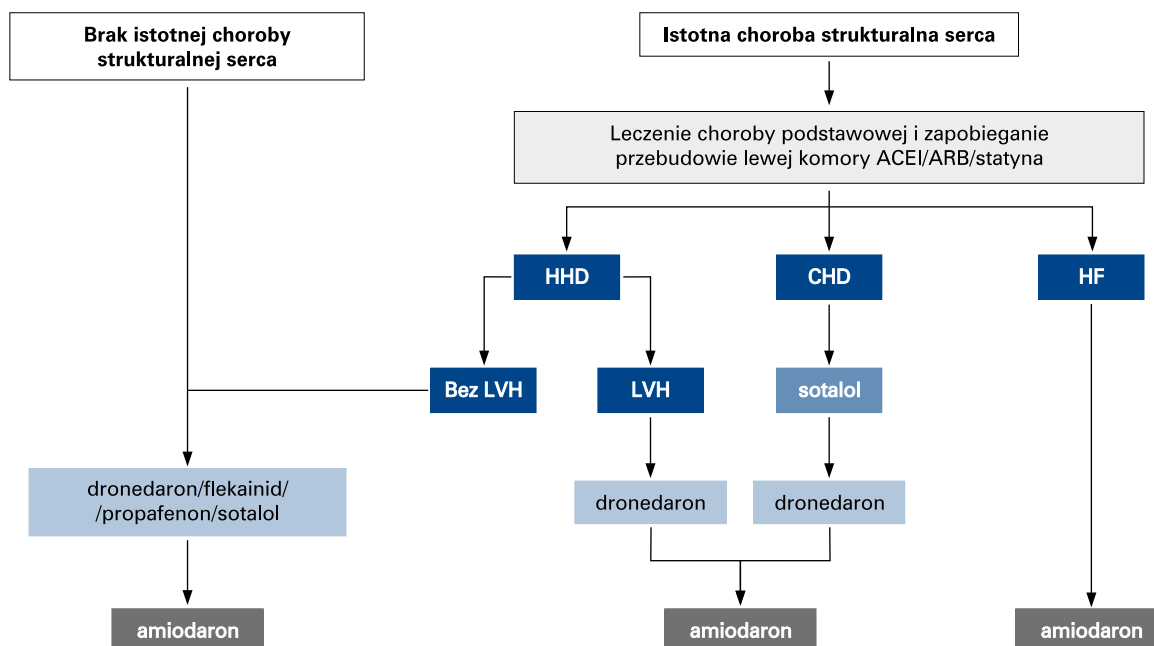 Brak istotnej choroby
strukturalnej serca
Istotna choroba strukturalna serca
Leczenie choroby podstawowej i zapobieganie
przebudowie lewej komory ACEI/ARB/statyna
HHD
CHD
HF
Bez LVH
LVH
sotalol
dronedaron/flekainid/
/propafenon/sotalol
dronedaron
dronedaron
amiodaron
amiodaron
amiodaron